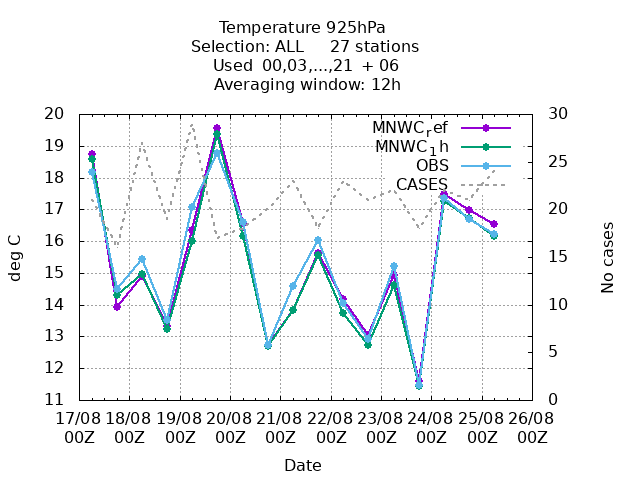 Temperature 925hPa
Selection: ALL 27 stations
Used 00,03,...,21 + 06
Averaging window: 12h
20
19
18
17
16
15
14
13
12
11
30
25
20
15
10
5
0
deg C
No cases
MNWC_ref
MNWC_1h
OBS
CASES
17/08 18/08 19/08 20/08 21/08 22/08 23/08 24/08 25/08 26/08
00Z 00Z 00Z 00Z 00Z 00Z 00Z 00Z 00Z 00Z
Date